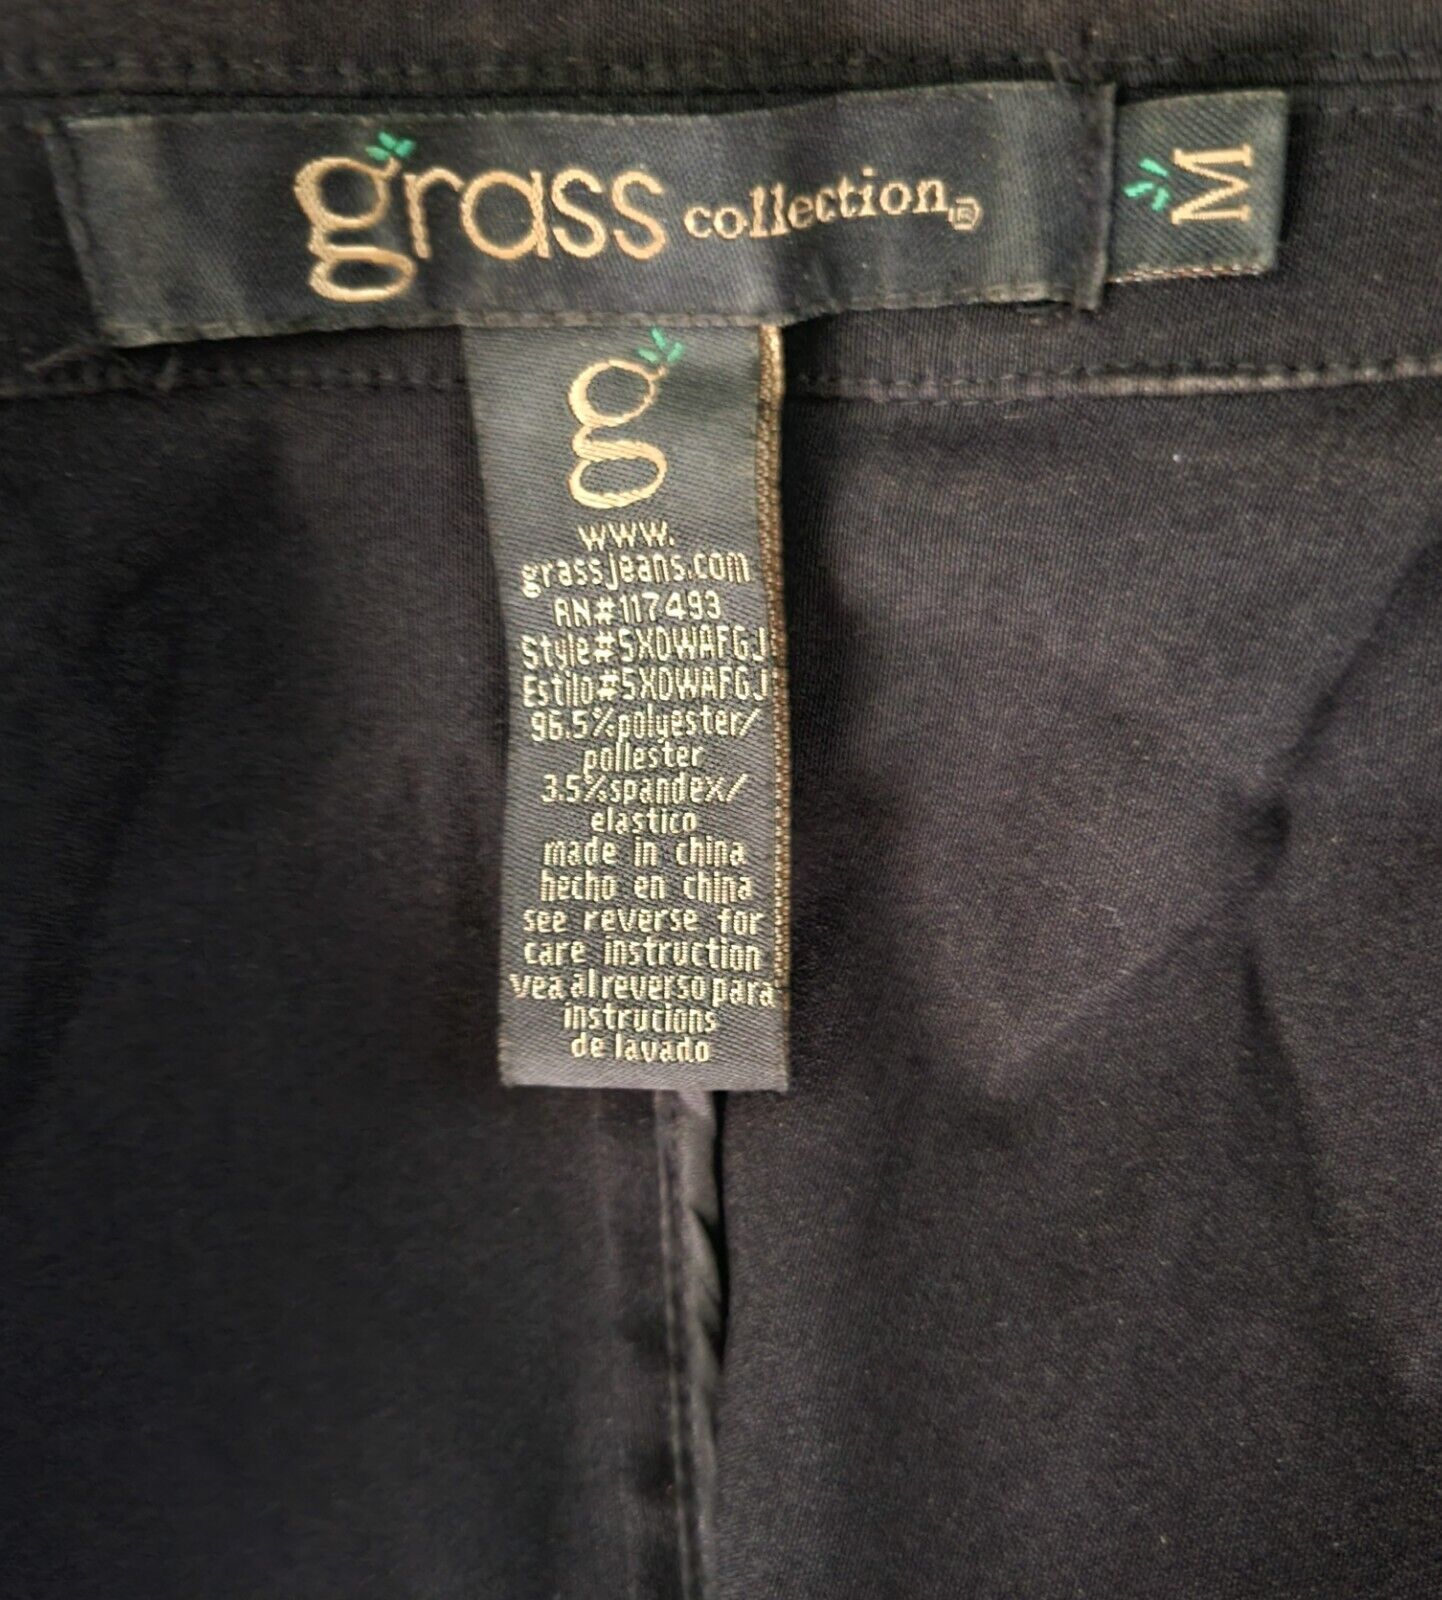 grass collection®
M
g
www.
grassjeans.com
RN#117493
Style#5XDWAFGJ
Estilo#5XDWAFGJ
96.5%polyester/
poliester
3.5%spandex/
elastico
made in china
hecho en china
see reverse for
care instruction
vea al reverso para
instrucions
de lavado